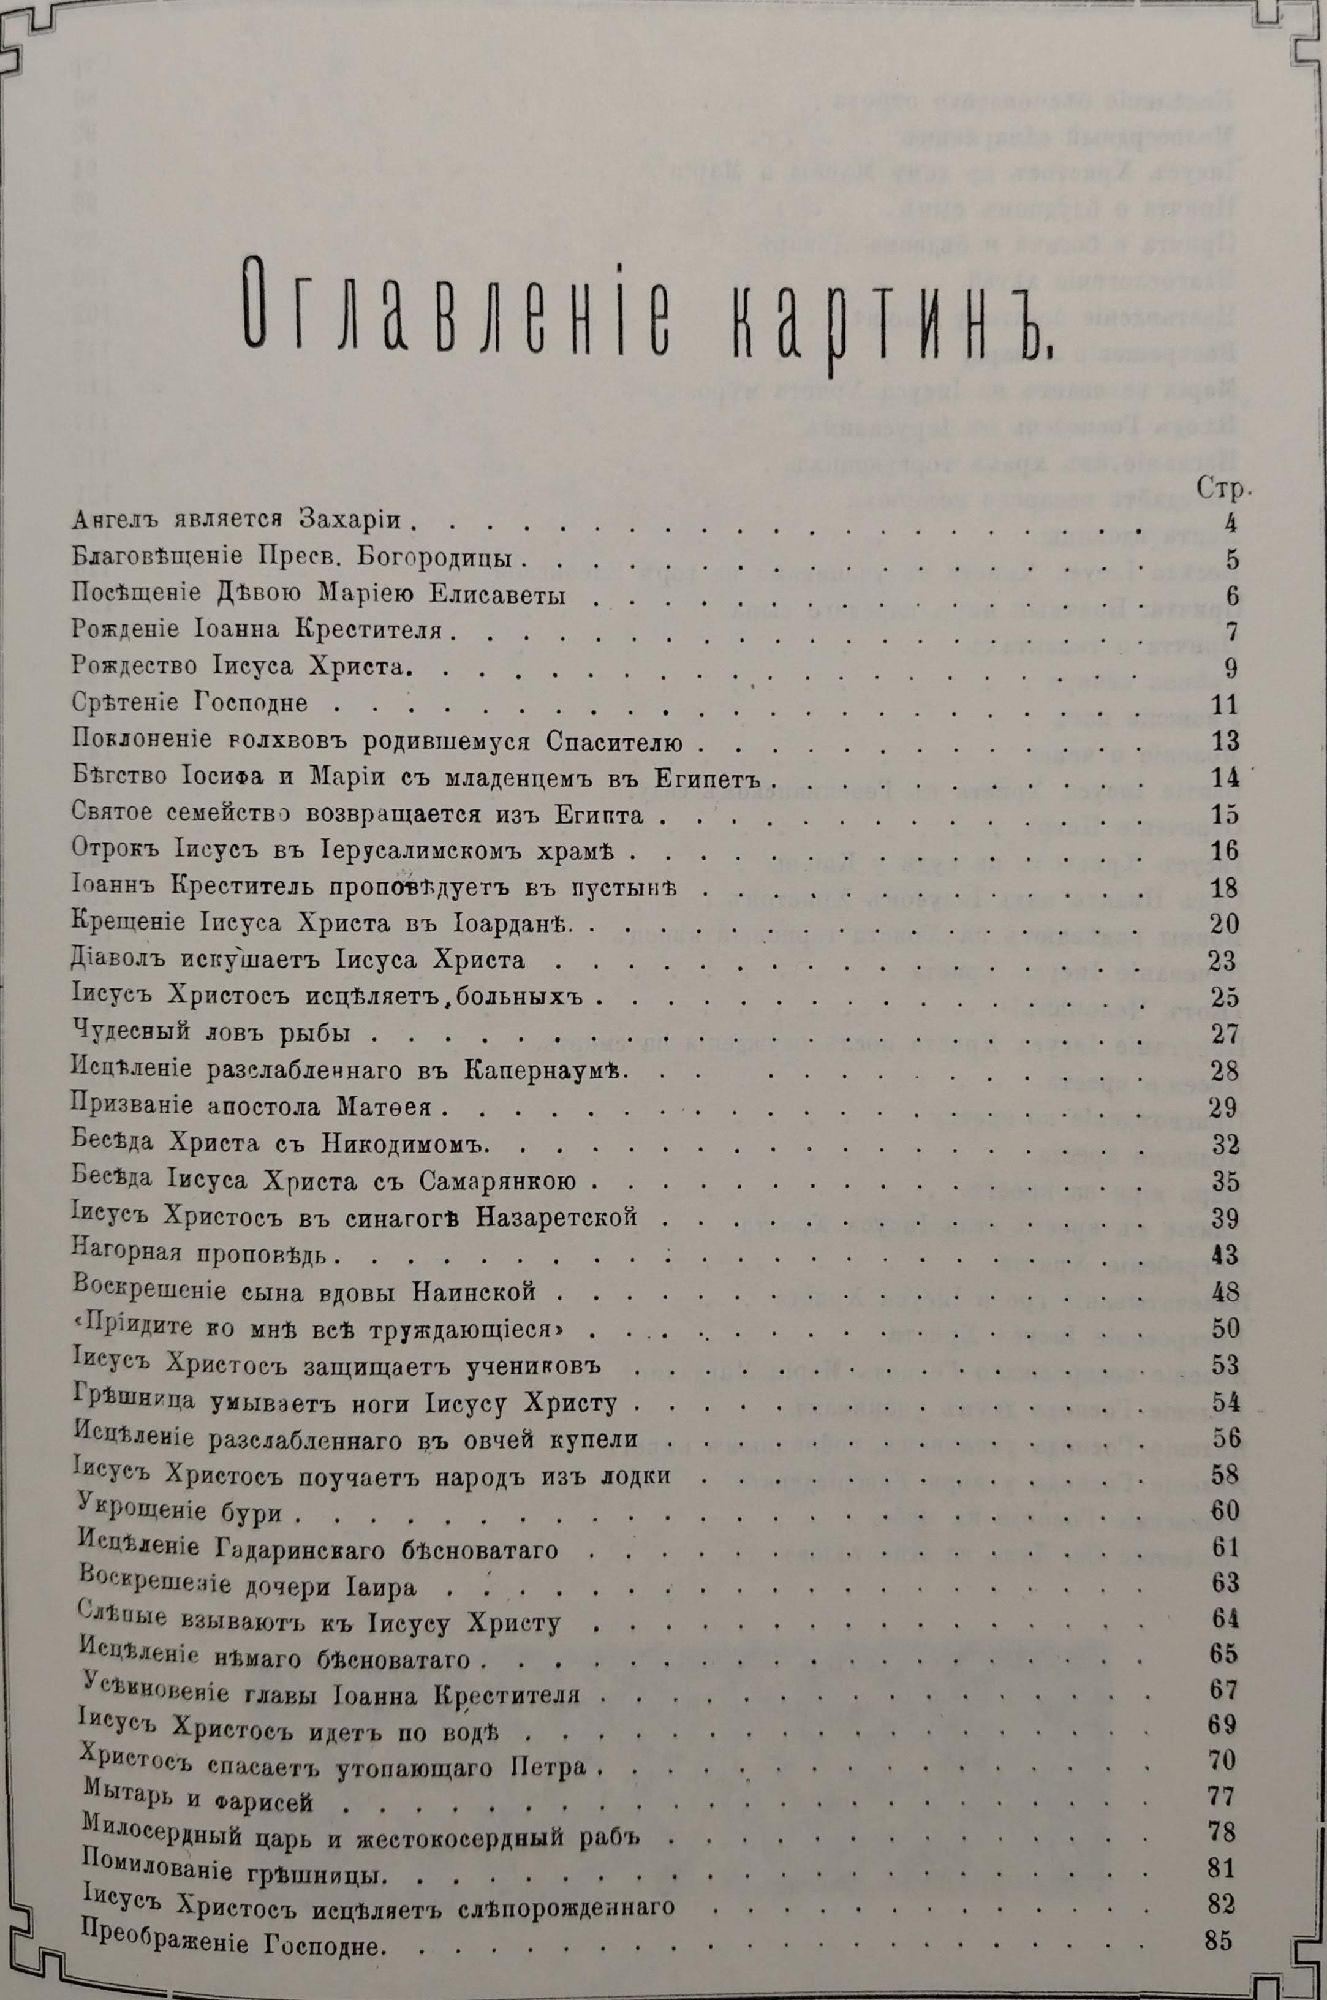 Оглавленіе картинъ.
Стр.
Ангелъ является Захаріи . . . . . . . . . . . . . . . . . . . . . 4
Благовѣщеніе Пресв. Богородицы . . . . . . . . . . . . . . . . . . 5
Посѣщеніе Дѣвою Маріею Елисаветы . . . . . . . . . . . . . . . . 6
Рожденіе Іоанна Крестителя . . . . . . . . . . . . . . . . . . . . 7
Рождество Іисуса Христа. . . . . . . . . . . . . . . . . . . . . 9
Срѣтеніе Господне . . . . . . . . . . . . . . . . . . . . . . . 11
Поклоненіе волхвовъ родившемуся Спасителю . . . . . . . . . . . . . 13
Бѣгство Іосифа и Маріи съ младенцемъ въ Египетъ . . . . . . . . . . . 14
Святое семейство возвращается изъ Египта . . . . . . . . . . . . . . 15
Отрокъ Іисусъ въ Іерусалимскомъ храмѣ . . . . . . . . . . . . . . . 16
Іоаннъ Креститель проповѣдуетъ въ пустынѣ . . . . . . . . . . . . . 18
Крещеніе Іисуса Христа въ Іоарданѣ. . . . . . . . . . . . . . . . . 20
Діаволъ искушаетъ Іисуса Христа . . . . . . . . . . . . . . . . . 23
Іисусъ Христосъ исцѣляетъ больныхъ . . . . . . . . . . . . . . . . 25
Чудесный ловъ рыбы . . . . . . . . . . . . . . . . . . . . . . 27
Исцѣленіе разслабленнаго въ Капернаумѣ. . . . . . . . . . . . . . . 28
Призваніе апостола Матѳея . . . . . . . . . . . . . . . . . . . . 29
Бесѣда Христа съ Никодимомъ. . . . . . . . . . . . . . . . . . . 32
Бесѣда Іисуса Христа съ Самарянкою . . . . . . . . . . . . . . . . 35
Іисусъ Христосъ въ синагогѣ Назаретской . . . . . . . . . . . . . . 39
Нагорная проповѣдь . . . . . . . . . . . . . . . . . . . . . . . 43
Воскрешеніе сына вдовы Наинской . . . . . . . . . . . . . . . . . 48
«Пріидите ко мнѣ всѣ труждающіеся» . . . . . . . . . . . . . . . . 50
Іисусъ Христосъ защищаетъ учениковъ . . . . . . . . . . . . . . . 53
Грѣшница умываетъ ноги Іисусу Христу . . . . . . . . . . . . . . . 54
Исцѣленіе разслабленнаго въ овчей купели . . . . . . . . . . . . . . 56
Іисусъ Христосъ поучаетъ народъ изъ лодки . . . . . . . . . . . . . 58
Укрощеніе бури . . . . . . . . . . . . . . . . . . . . . . . . 60
Исцѣленіе Гадаринскаго бѣсноватаго . . . . . . . . . . . . . . . . 61
Воскрешеніе дочери Іаира . . . . . . . . . . . . . . . . . . . . 63
Слѣпые взываютъ къ Іисусу Христу . . . . . . . . . . . . . . . . 64
Исцѣленіе нѣмаго бѣсноватаго . . . . . . . . . . . . . . . . . . . 65
Усѣкновеніе главы Іоанна Крестителя . . . . . . . . . . . . . . . . 67
Іисусъ Христосъ идетъ по водѣ . . . . . . . . . . . . . . . . . . 69
Христосъ спасаетъ утопающаго Петра . . . . . . . . . . . . . . . . 70
Мытарь и фарисей . . . . . . . . . . . . . . . . . . . . . . . 77
Милосердный царь и жестокосердный рабъ . . . . . . . . . . . . . . 78
Помилованіе грѣшницы. . . . . . . . . . . . . . . . . . . . . . 81
Іисусъ Христосъ исцѣляетъ слѣпорожденнаго . . . . . . . . . . . . . 82
Преображеніе Господне. . . . . . . . . . . . . . . . . . . . . . 85